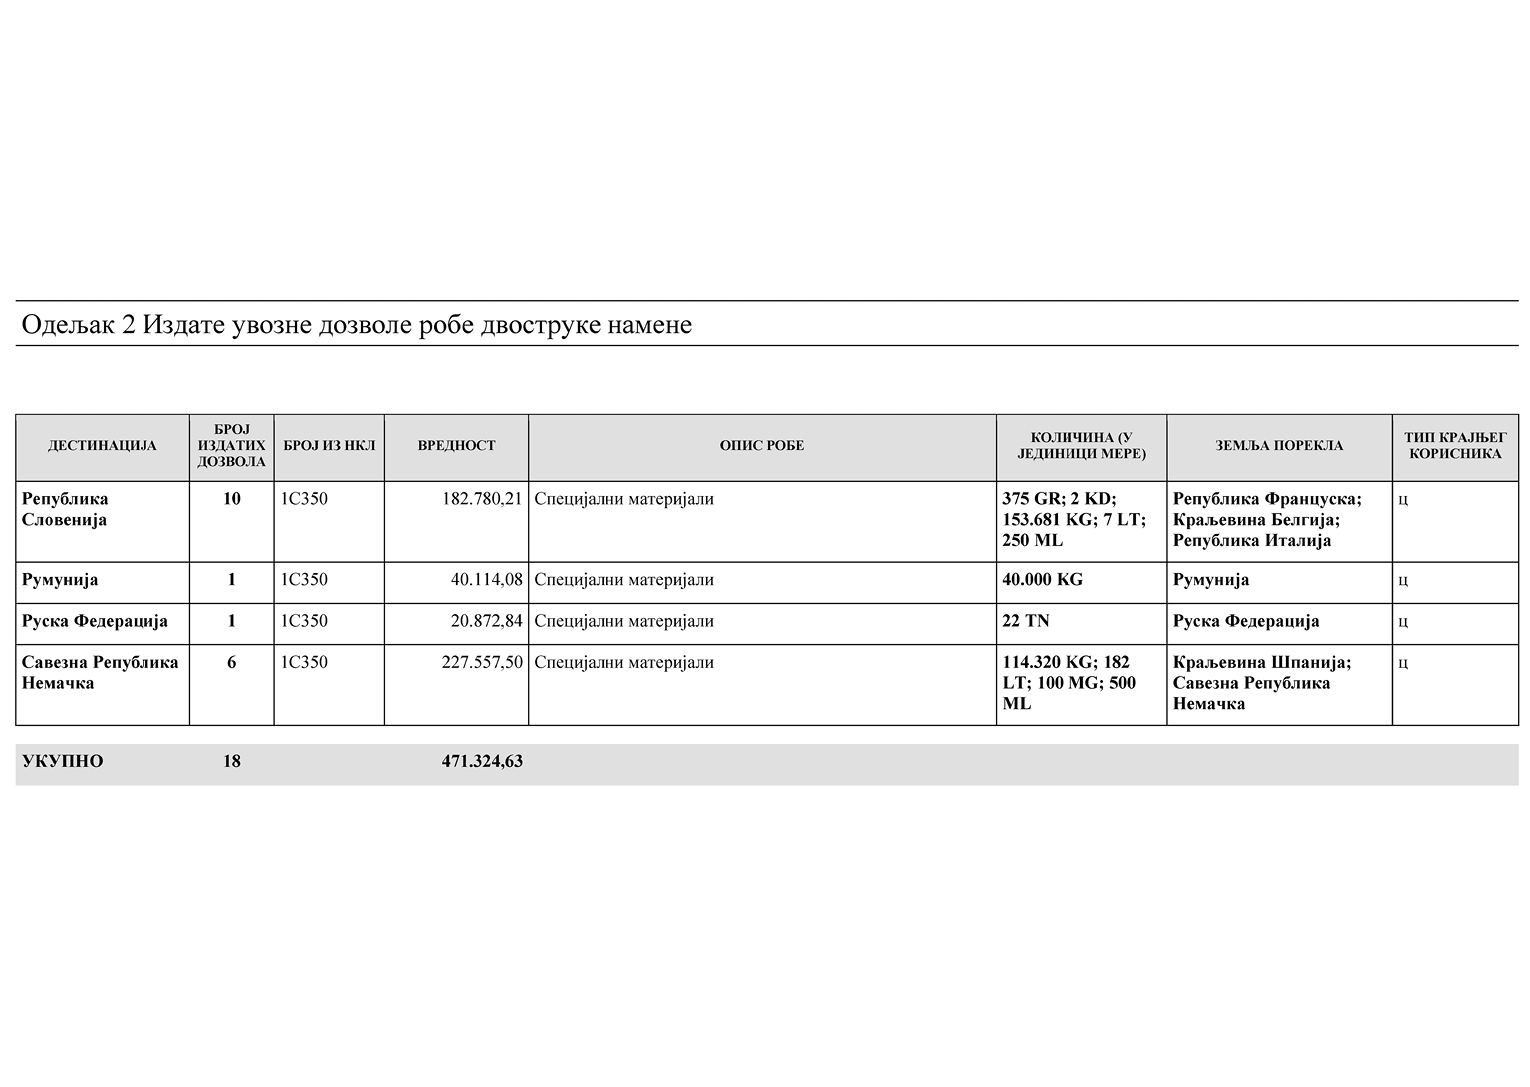 Одељак 2 Издате увозне дозволе робе двоструке намене
ДЕСТИНАЦИЈА
БРОЈ
ИЗДАТИХ
ДОЗВОЛА
БРОЈ ИЗ НКЛ
ВРЕДНОСТ
ОПИС РОБЕ
КОЛИЧИНА (У
ЈЕДИНИЦИ МЕРЕ)
ЗЕМЉА ПОРЕКЛА
ТИП КРАЈЊЕГ
КОРИСНИКА
Република
Словенија
10
1C350
182.780,21
Специјални материјали
375 GR; 2 KD;
153.681 KG; 7 LT;
250 ML
Република Француска;
Краљевина Белгија;
Република Италија
ц
Румунија
1
1C350
40.114,08
Специјални материјали
40.000 KG
Румунија
ц
Руска Федерација
1
1C350
20.872,84
Специјални материјали
22 TN
Руска Федерација
ц
Савезна Република
Немачка
6
1C350
227.557,50
Специјални материјали
114.320 KG; 182
LT; 100 MG; 500
ML
Краљевина Шпанија;
Савезна Република
Немачка
ц
УКУПНО
18
471.324,63